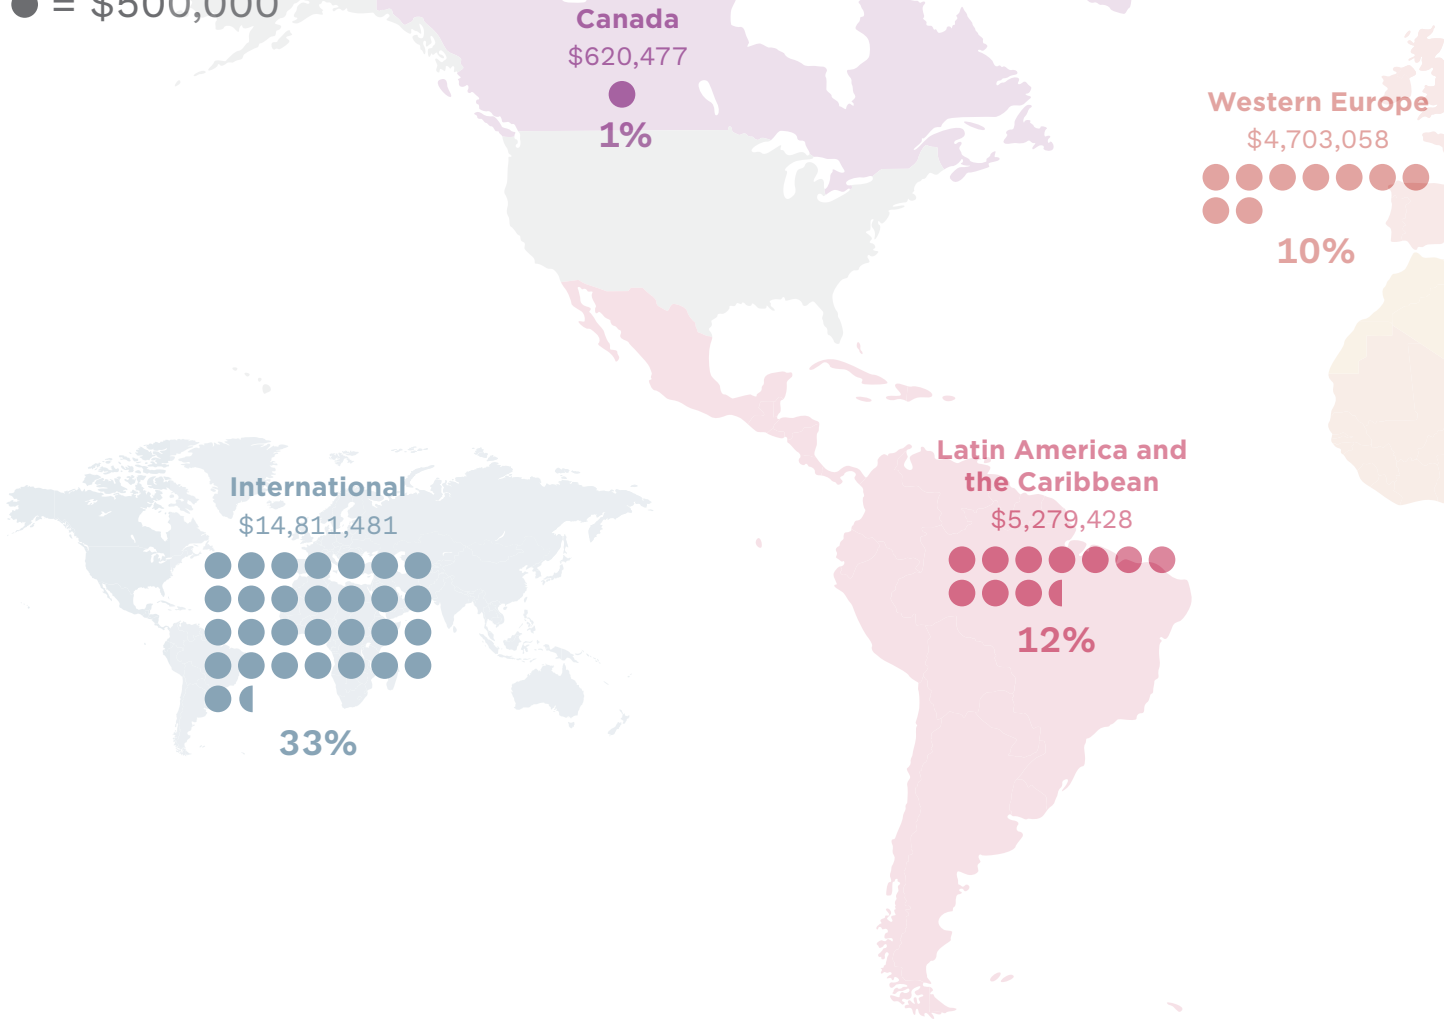 = $500,000
Canada
$620,477
1%
Western Europe
$4,703,058
10%
International
$14,811,481
33%
Latin America and
the Caribbean
$5,279,428
12%